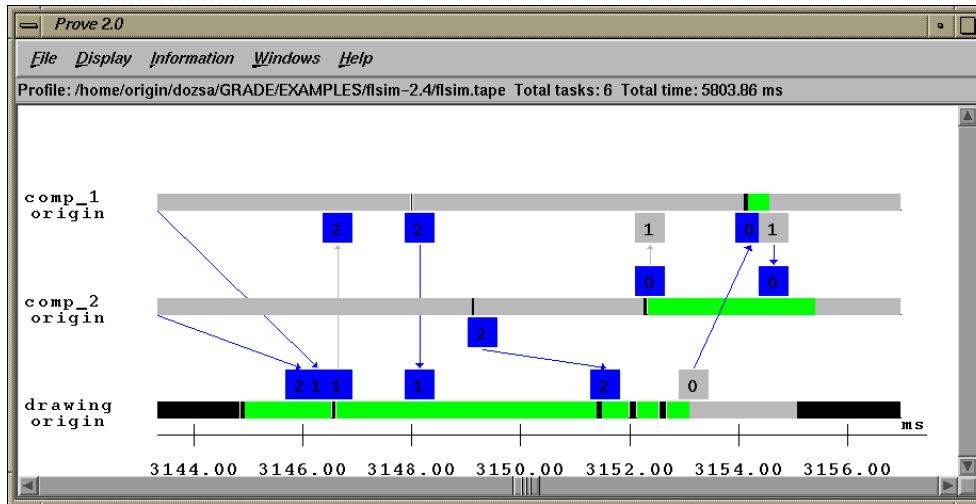 Prove 2.0
File Display Information Windows Help
Profile: /home/origin/dozsa/GRADE/EXAMPLES/flsim-2.4/flsim.tape Total tasks: 6 Total time: 5803.86 ms
comp_1
origin
2 2 1 0 1
0 0
comp_2
origin
2
2 1 1 1 2 0
drawing
origin
ms
3144.00 3146.00 3148.00 3150.00 3152.00 3154.00 3156.00